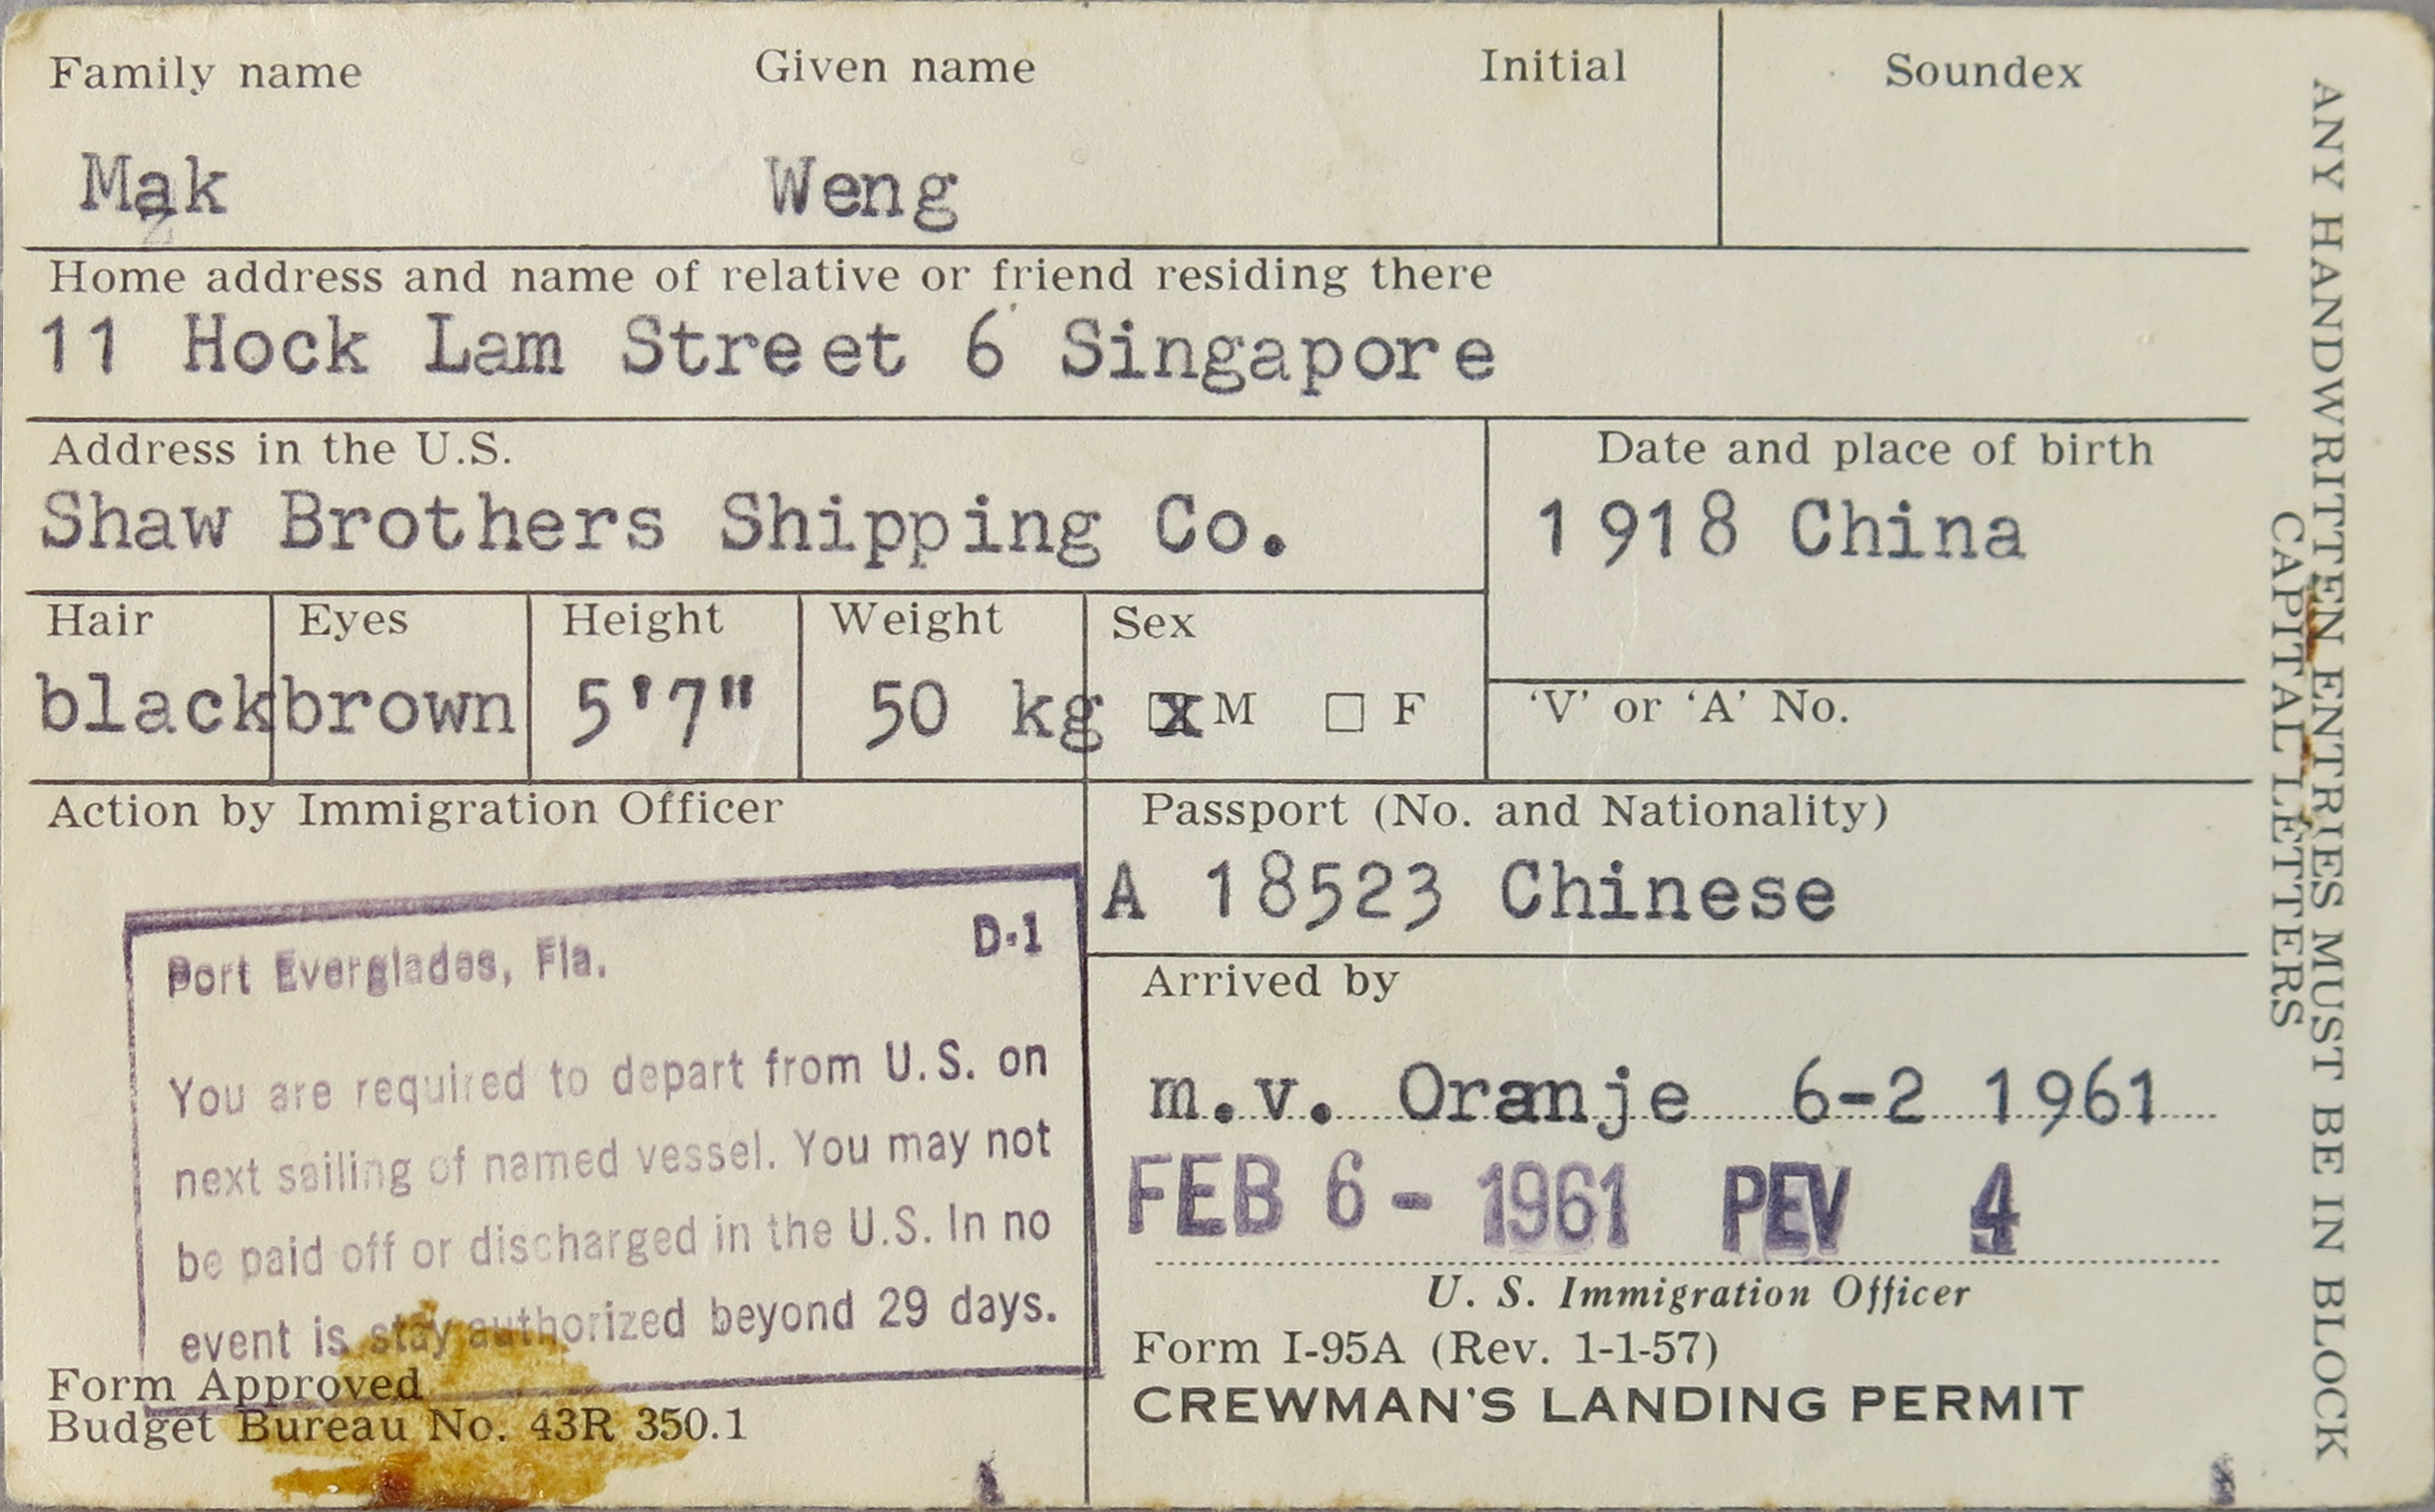 Family name Given name Initial Soundex
Mak Weng
Home address and name of relative or friend residing there
11 Hock Lam Street 6 Singapore
Address in the U.S. Date and place of birth
Shaw Brothers Shipping Co. 1918 China
Hair Eyes Height Weight Sex
black brown 5'7" 50 kg x M F
'V' or 'A' No.
Action by Immigration Officer
Port Everglades, Fla. D-1
You are required to depart from U.S. on
next sailing of named vessel. You may not
be paid off or discharged in the U.S. In no
event is stay authorized beyond 29 days.
Form Approved
Budget Bureau No. 43R 350.1
Passport (No. and Nationality)
A 18523 Chinese
Arrived by
m.v. Oranje 6-2 1961
FEB 6 - 1961 PEV 4
U. S. Immigration Officer
Form I-95A (Rev. 1-1-57)
CREWMAN'S LANDING PERMIT
ANY HANDWRITTEN ENTRIES MUST BE IN BLOCK
CAPITAL LETTERS